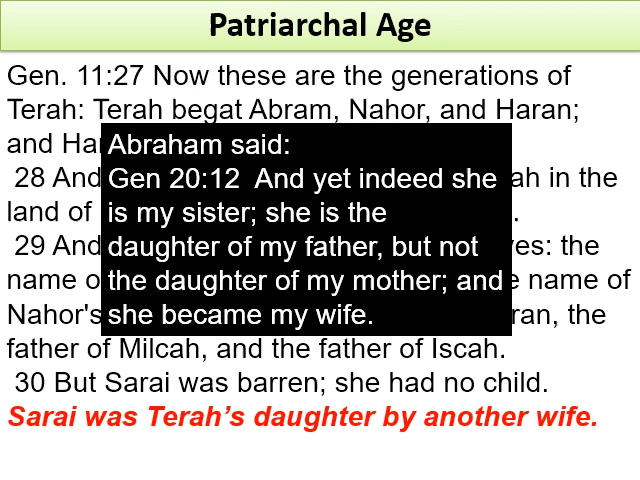 Patriarchal Age
Gen. 11:27 Now these are the generations of
Terah: Terah begat Abram, Nahor, and Haran;
and
Abraham said:
Gen 20:12 And yet indeed she
is my sister; she is the
daughter of my father, but not
the daughter of my mother; and
she became my wife.
28 And in the
land of .
29 And the
name name of
Nahor's the
father of Milcah, and the father of Iscah.
30 But Sarai was barren; she had no child.
Sarai was Terah’s daughter by another wife.